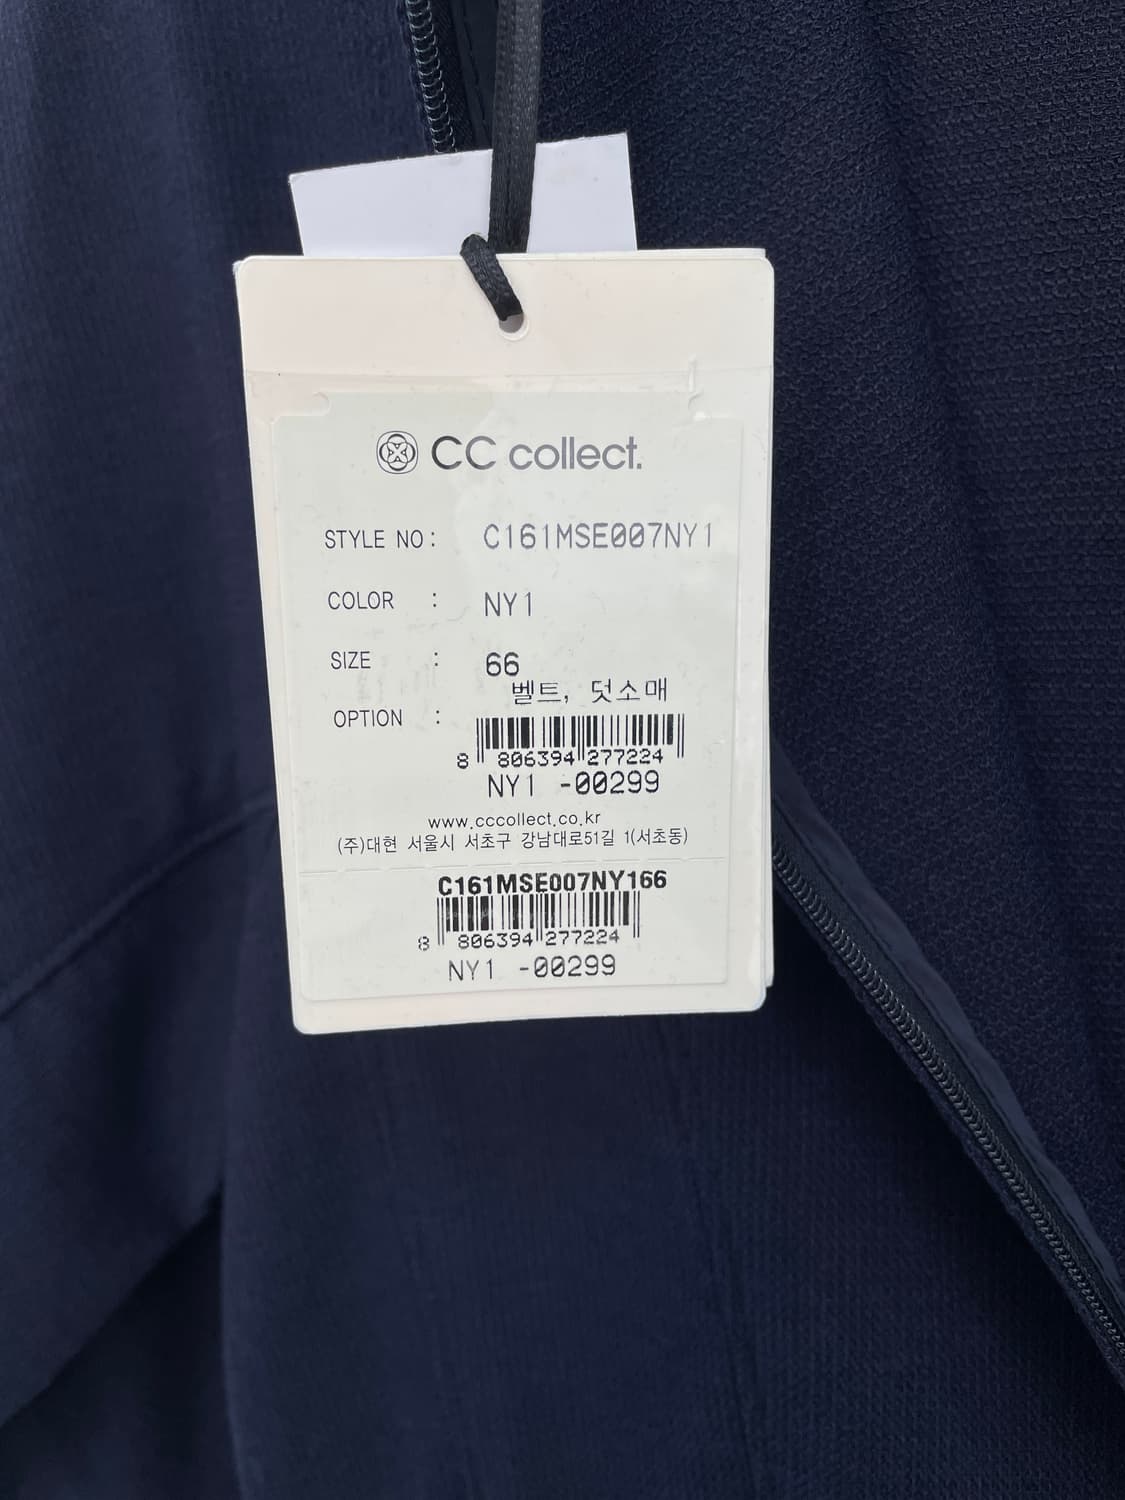 CC collect.
STYLE NO : C161MSE007NY1
COLOR : NY1
SIZE : 66
벨트, 덧소매
OPTION :
8 806394 277224
NY1 -00299
www.cccollect.co.kr
(주)대현 서울시 서초구 강남대로51길 1(서초동)
C161MSE007NY166
8 806394 277224
NY1 -00299